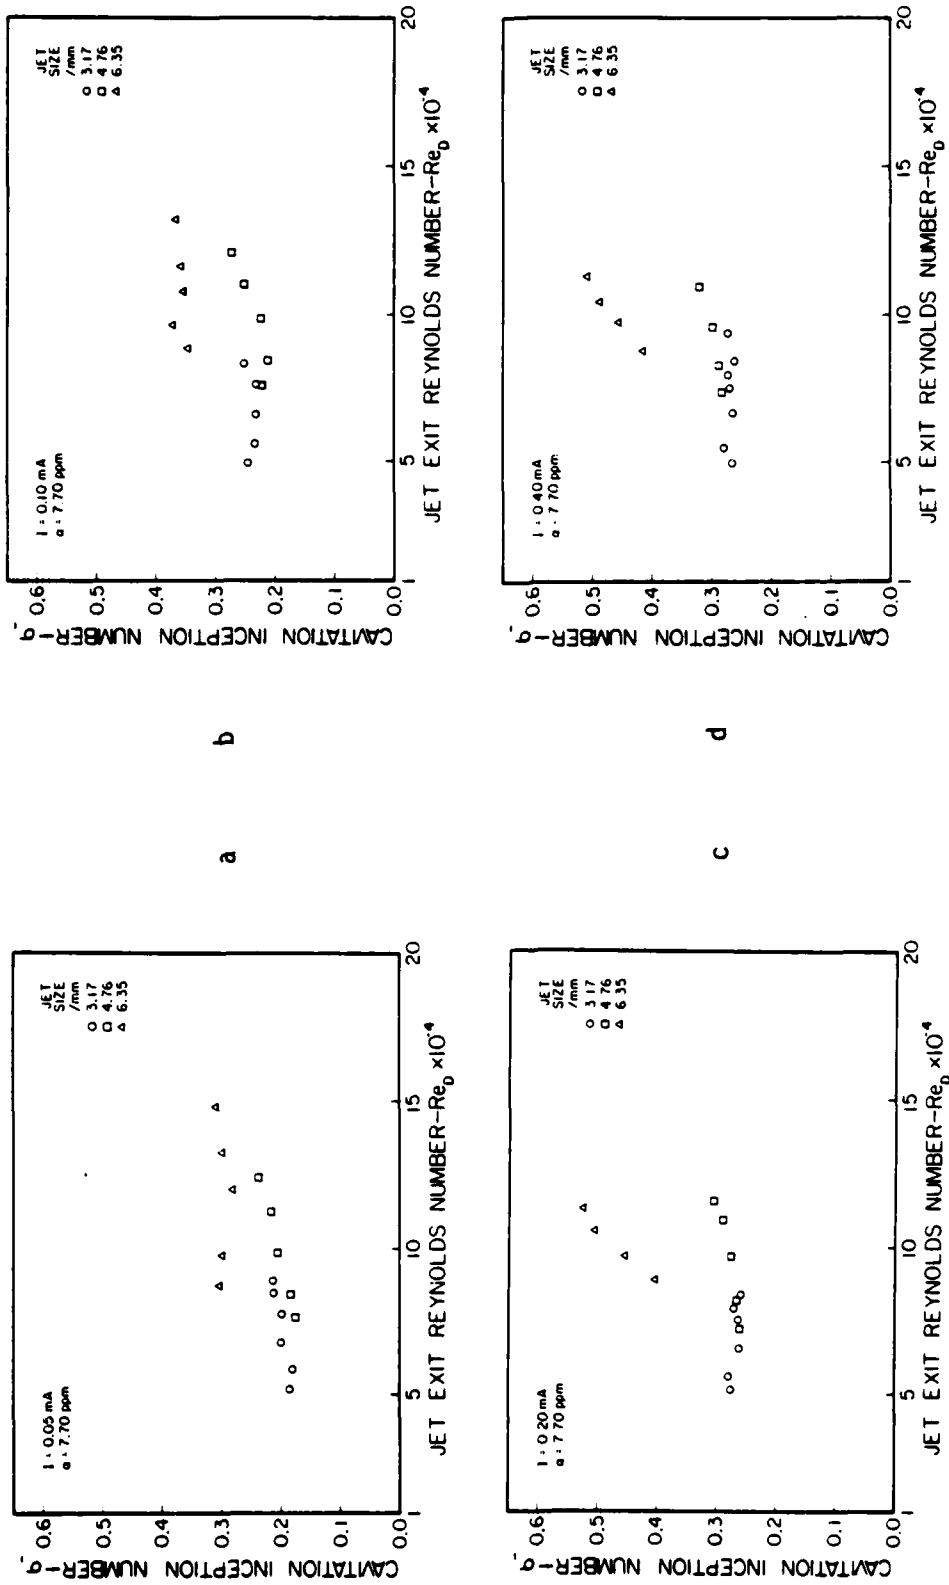 CAVITATION INCEPTION NUMBER-σᵢ
0.6
0.5
0.4
0.3
0.2
0.1
0.0
I = 0.05 mA
a = 7.70 ppm
JET
SIZE
/mm
○ 3.17
□ 4.76
△ 6.35
1 5 10 15 20
JET EXIT REYNOLDS NUMBER-Re_D ×10⁻⁴
a
CAVITATION INCEPTION NUMBER-σᵢ
0.6
0.5
0.4
0.3
0.2
0.1
0.0
I = 0.10 mA
a = 7.70 ppm
JET
SIZE
/mm
○ 3.17
□ 4.76
△ 6.35
1 5 10 15 20
JET EXIT REYNOLDS NUMBER-Re_D ×10⁻⁴
b
CAVITATION INCEPTION NUMBER-σᵢ
0.6
0.5
0.4
0.3
0.2
0.1
0.0
I = 0.20 mA
a = 7.70 ppm
JET
SIZE
/mm
○ 3.17
□ 4.76
△ 6.35
1 5 10 15 20
JET EXIT REYNOLDS NUMBER-Re_D ×10⁻⁴
c
CAVITATION INCEPTION NUMBER-σᵢ
0.6
0.5
0.4
0.3
0.2
0.1
0.0
I = 0.40 mA
a = 7.70 ppm
JET
SIZE
/mm
○ 3.17
□ 4.76
△ 6.35
1 5 10 15 20
JET EXIT REYNOLDS NUMBER-Re_D ×10⁻⁴
d